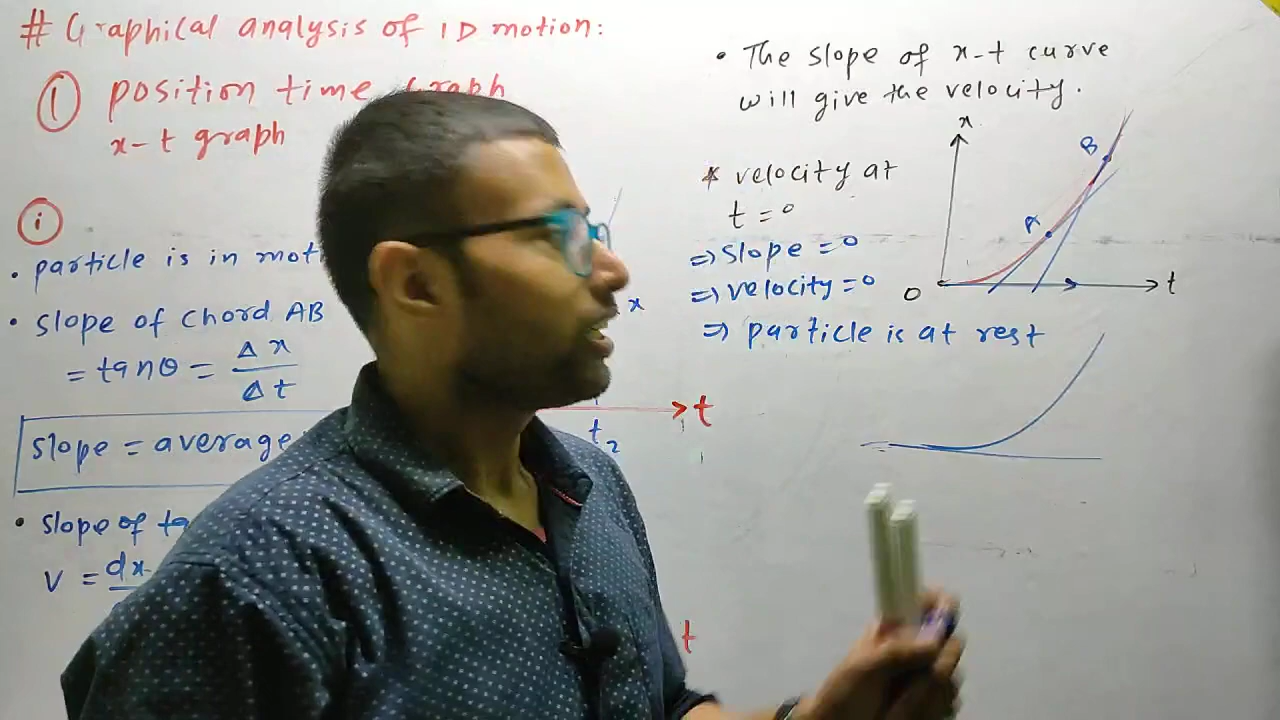 # Graphical analysis of 1D motion:
① position time Graph
x-t graph
i
• particle is in mot
• slope of chord AB
= tanθ = Δx
Δt
slope = average
• slope of ta
v = dx
x
t
t2
t
• The slope of x-t curve
will give the velocity.
* velocity at
t = 0
⇒ slope = 0
⇒ velocity = 0
⇒ particle is at rest
x
B
A
O
t